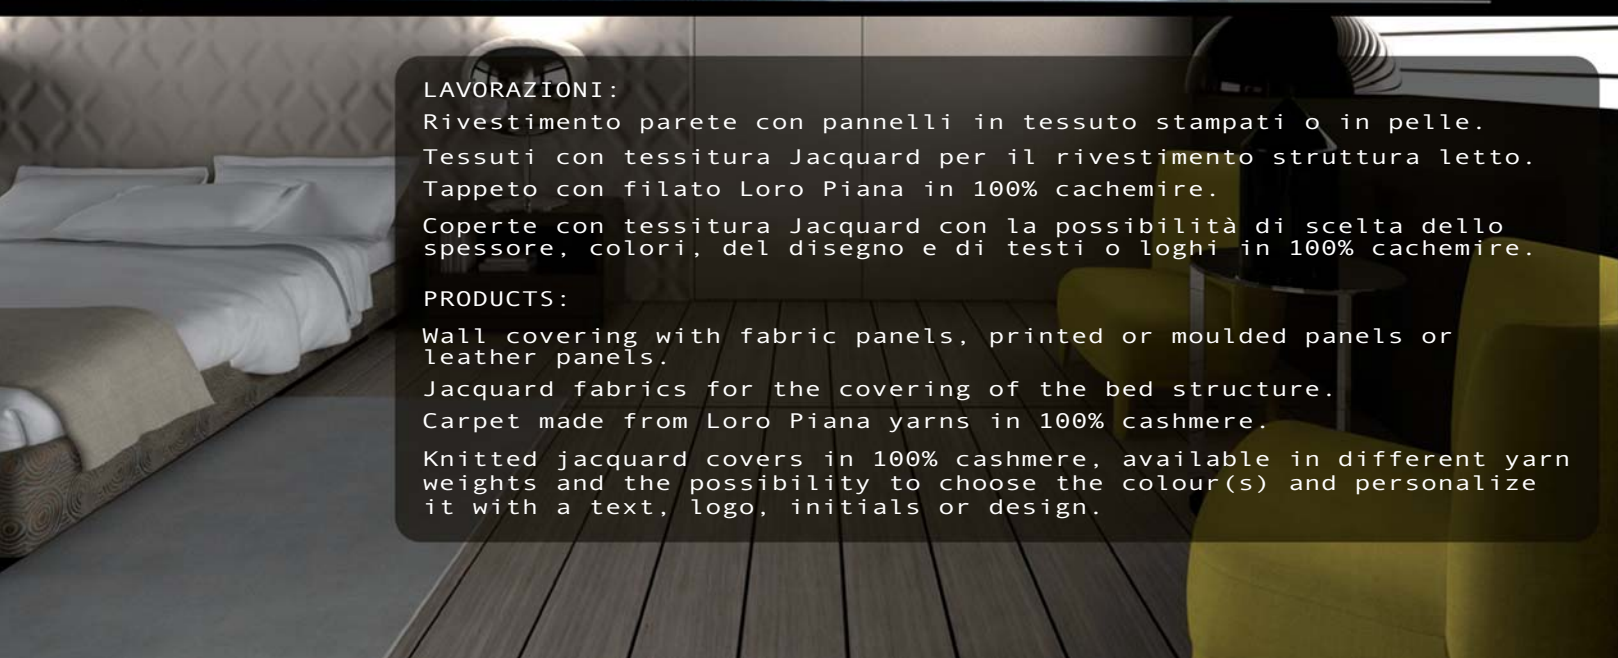 LAVORAZIONI:
Rivestimento parete con pannelli in tessuto stampati o in pelle.
Tessuti con tessitura Jacquard per il rivestimento struttura letto.
Tappeto con filato Loro Piana in 100% cachemire.
Coperte con tessitura Jacquard con la possibilità di scelta dello
spessore, colori, del disegno e di testi o loghi in 100% cachemire.
PRODUCTS:
Wall covering with fabric panels, printed or moulded panels or
leather panels.
Jacquard fabrics for the covering of the bed structure.
Carpet made from Loro Piana yarns in 100% cashmere.
Knitted jacquard covers in 100% cashmere, available in different yarn
weights and the possibility to choose the colour(s) and personalize
it with a text, logo, initials or design.